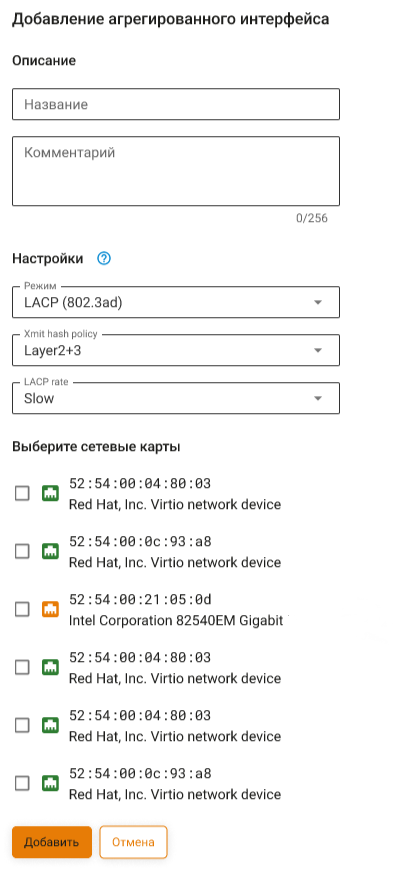 Добавление агрегированного интерфейса
Описание
Название
Комментарий
0/256
Настройки
Режим
LACP (802.3ad)
Xmit hash policy
Layer2+3
LACP rate
Slow
Выберите сетевые карты
52:54:00:04:80:03
Red Hat, Inc. Virtio network device
52:54:00:0c:93:a8
Red Hat, Inc. Virtio network device
52:54:00:21:05:0d
Intel Corporation 82540EM Gigabit
52:54:00:04:80:03
Red Hat, Inc. Virtio network device
52:54:00:04:80:03
Red Hat, Inc. Virtio network device
52:54:00:0c:93:a8
Red Hat, Inc. Virtio network device
Добавить Отмена